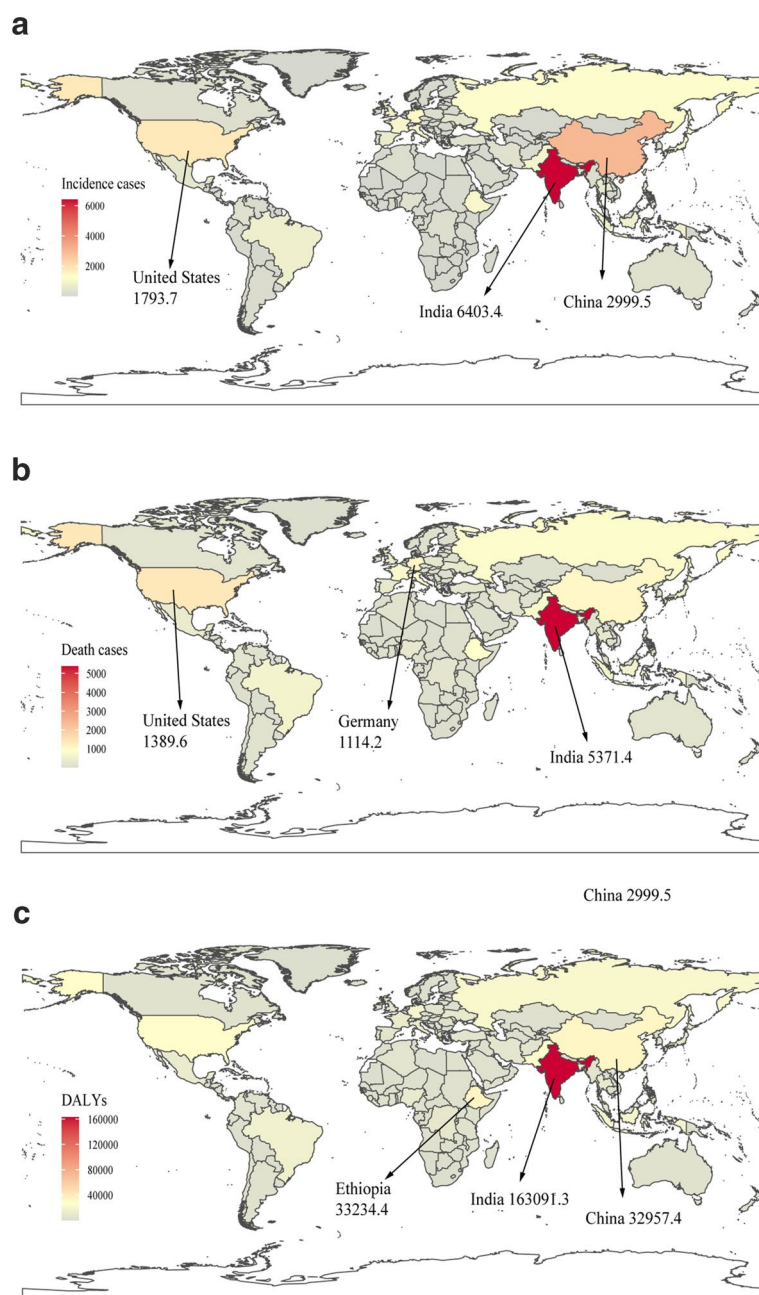 a
Incidence cases
6000
4000
2000
United States
1793.7
India 6403.4
China 2999.5
b
Death cases
5000
4000
3000
2000
1000
United States
1389.6
Germany
1114.2
India 5371.4
China 2999.5
c
DALYs
160000
120000
80000
40000
Ethiopia
33234.4
India 163091.3
China 32957.4